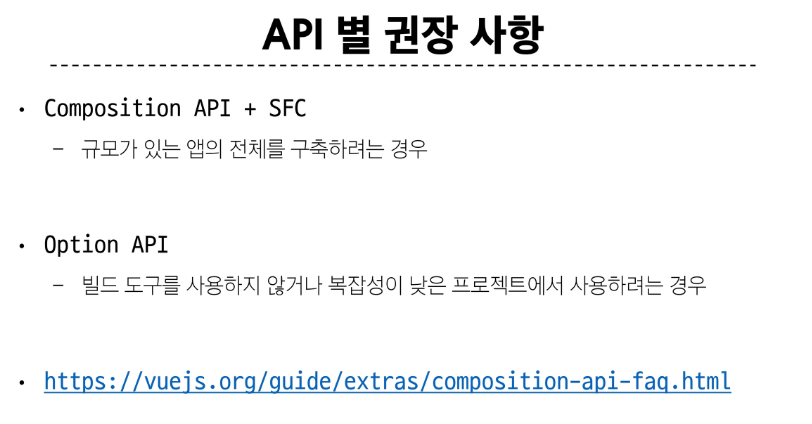 API 별 권장 사항
• Composition API + SFC
– 규모가 있는 앱의 전체를 구축하려는 경우
• Option API
– 빌드 도구를 사용하지 않거나 복잡성이 낮은 프로젝트에서 사용하려는 경우
• https://vuejs.org/guide/extras/composition-api-faq.html